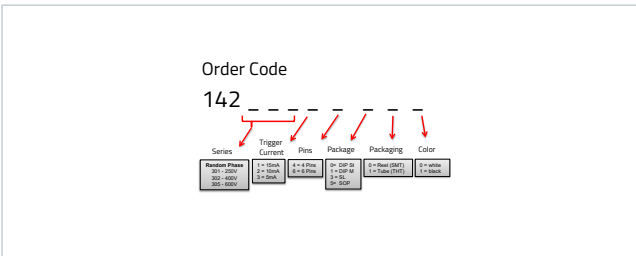 Order Code
142 _ _ _ _ _ _ _
Series
Trigger
Current
Pins
Package
Packaging
Color
Random Phase
301 - 250V
302 - 400V
305 - 600V
1 = 15mA
2 = 10mA
3 = 5mA
4 = 4 Pins
6 = 6 Pins
0= DIP St
1 = DIP M
3 = SL
5= SOP
0 = Reel (SMT)
1 = Tube (THT)
0 = white
1 = black